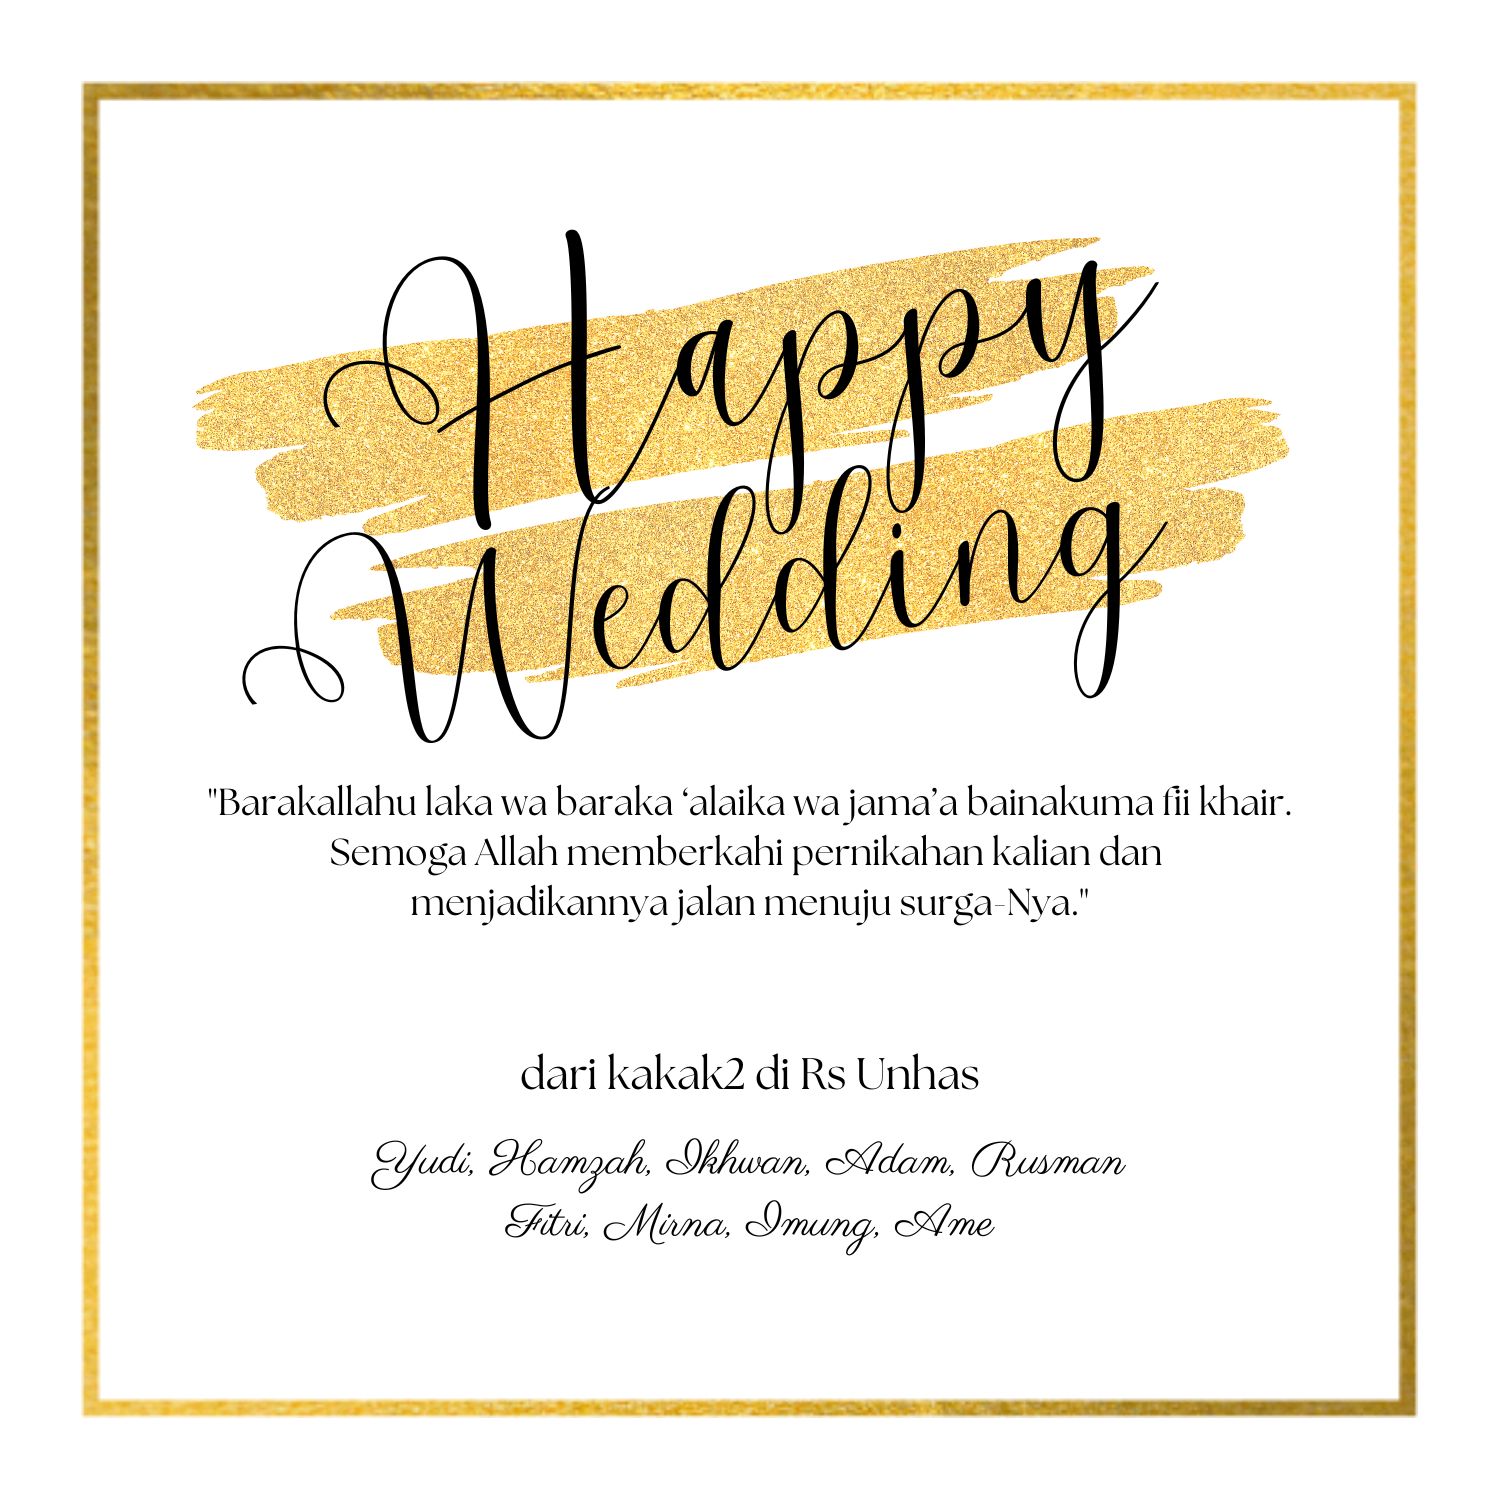 Happy
Wedding
"Barakallahu laka wa baraka ‘alaika wa jama’a bainakuma fii khair.
Semoga Allah memberkahi pernikahan kalian dan
menjadikannya jalan menuju surga-Nya."
dari kakak2 di Rs Unhas
Yudi, Hamzah, Ikhwan, Adam, Rusman
Fitri, Mirna, Imung, Ame